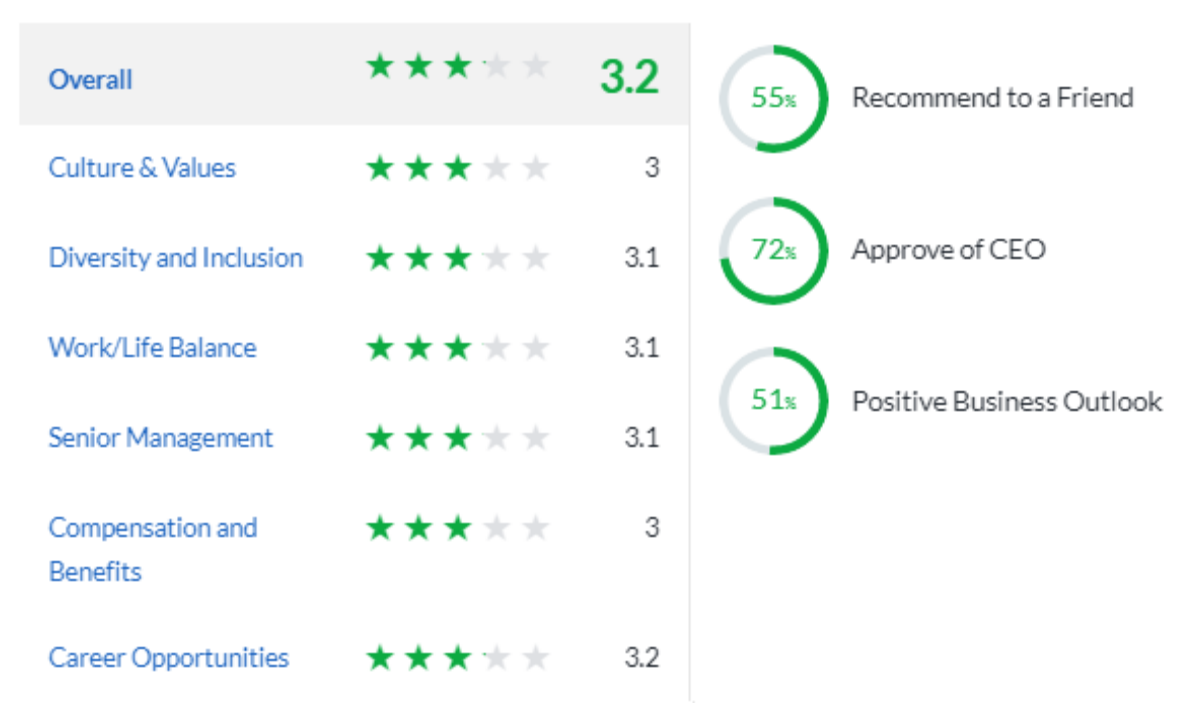 Overall 3.2
Culture & Values 3
Diversity and Inclusion 3.1
Work/Life Balance 3.1
Senior Management 3.1
Compensation and
Benefits 3
Career Opportunities 3.2
55% Recommend to a Friend
72% Approve of CEO
51% Positive Business Outlook